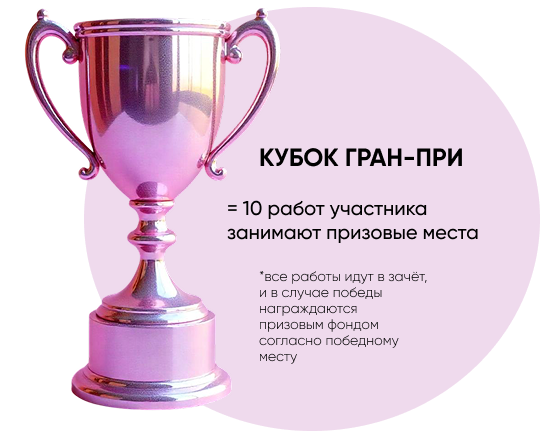 КУБОК ГРАН-ПРИ
= 10 работ участника
занимают призовые места
*все работы идут в зачёт,
и в случае победы
награждаются
призовым фондом
согласно победному
месту